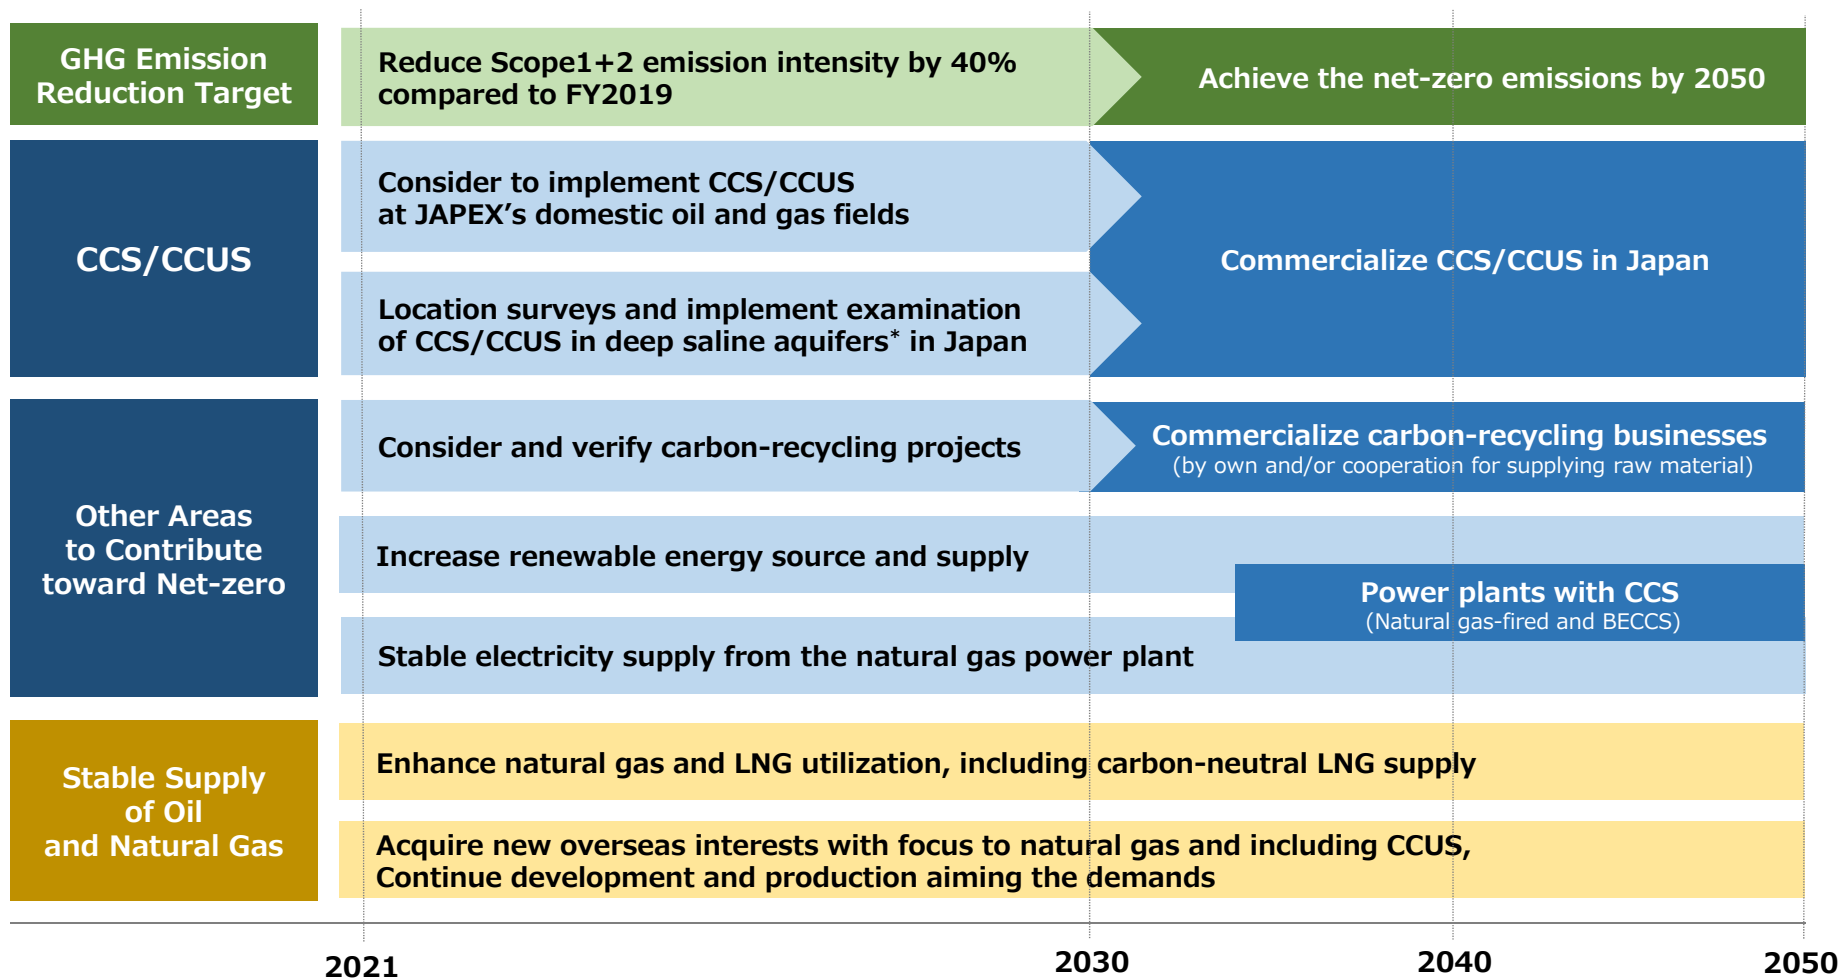 GHG Emission
Reduction Target
Reduce Scope1+2 emission intensity by 40%
compared to FY2019
Achieve the net-zero emissions by 2050
CCS/CCUS
Consider to implement CCS/CCUS
at JAPEX’s domestic oil and gas fields
Location surveys and implement examination
of CCS/CCUS in deep saline aquifers* in Japan
Commercialize CCS/CCUS in Japan
Other Areas
to Contribute
toward Net-zero
Consider and verify carbon-recycling projects
Commercialize carbon-recycling businesses
(by own and/or cooperation for supplying raw material)
Increase renewable energy source and supply
Power plants with CCS
(Natural gas-fired and BECCS)
Stable electricity supply from the natural gas power plant
Stable Supply
of Oil
and Natural Gas
Enhance natural gas and LNG utilization, including carbon-neutral LNG supply
Acquire new overseas interests with focus to natural gas and including CCUS,
Continue development and production aiming the demands
2021
2030
2040
2050